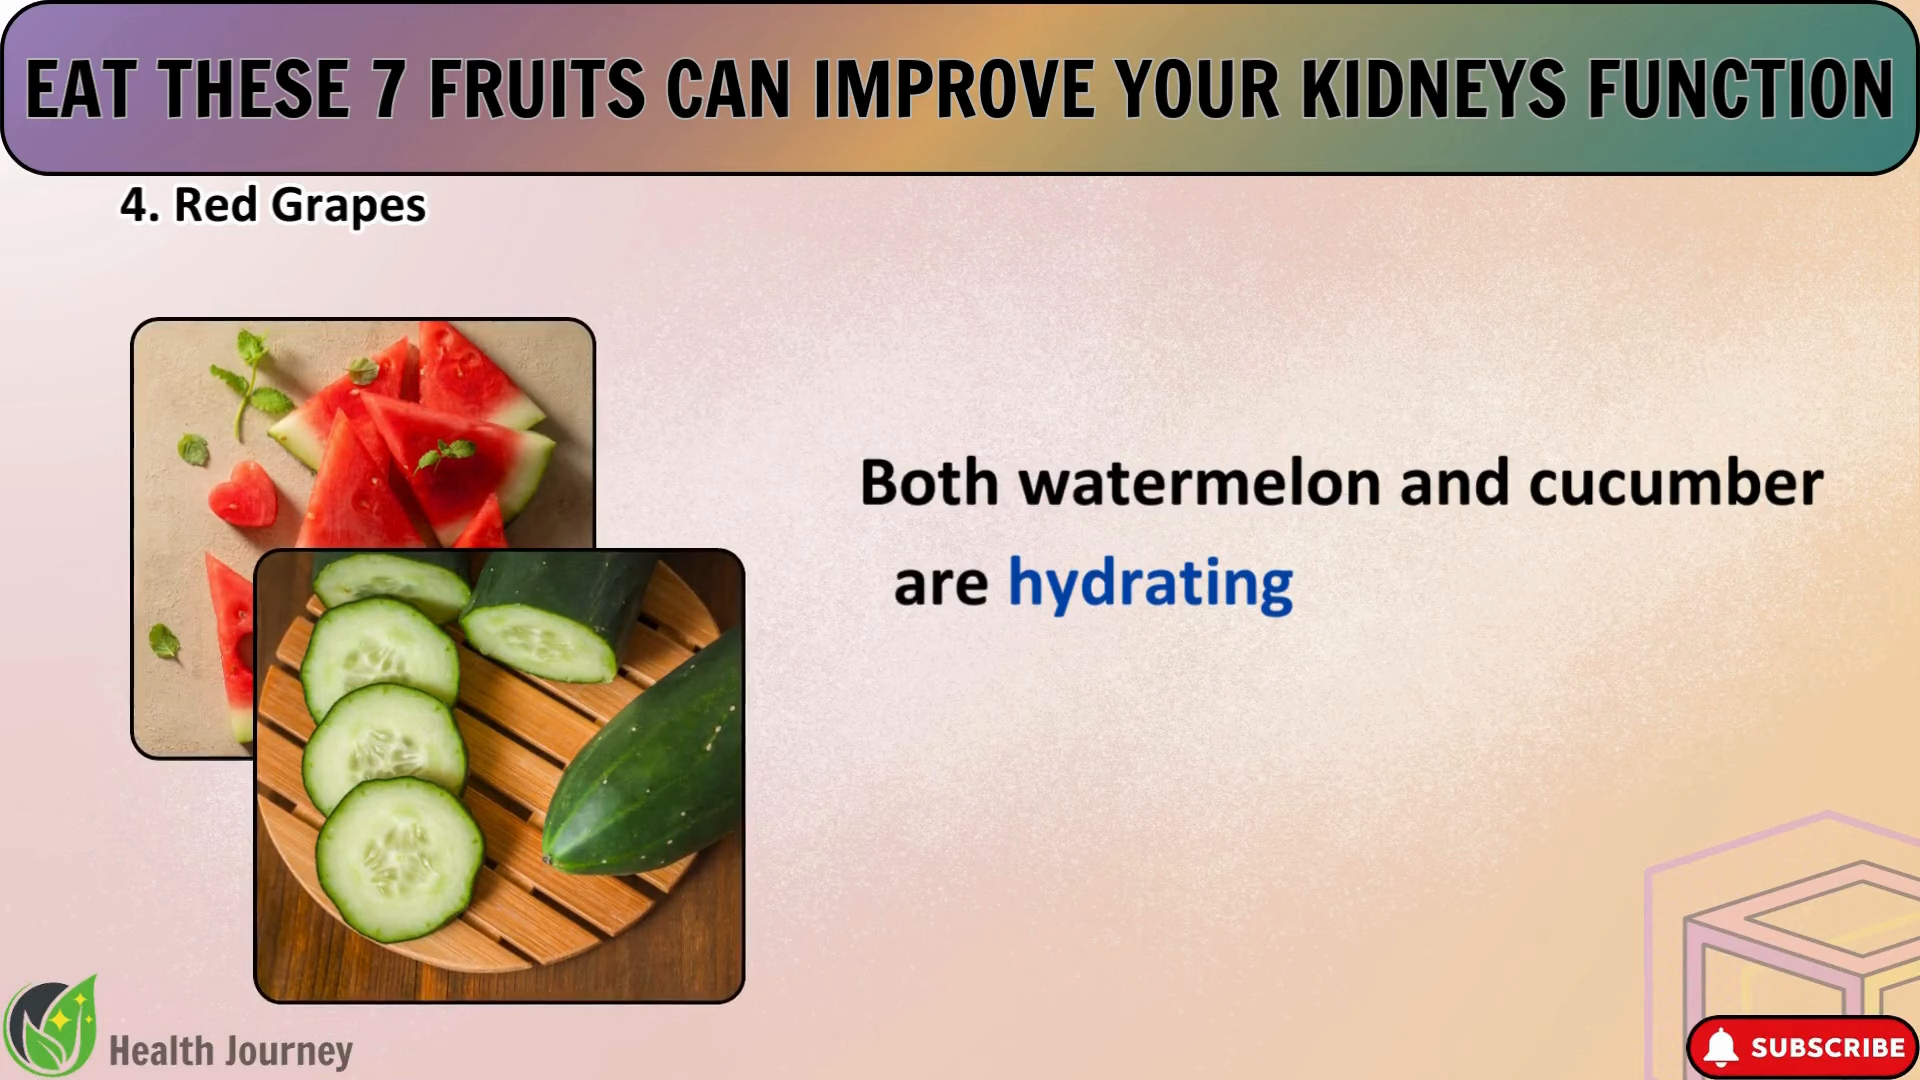 EAT THESE 7 FRUITS CAN IMPROVE YOUR KIDNEYS FUNCTION
4. Red Grapes
Both watermelon and cucumber
are hydrating
Health Journey
SUBSCRIBE